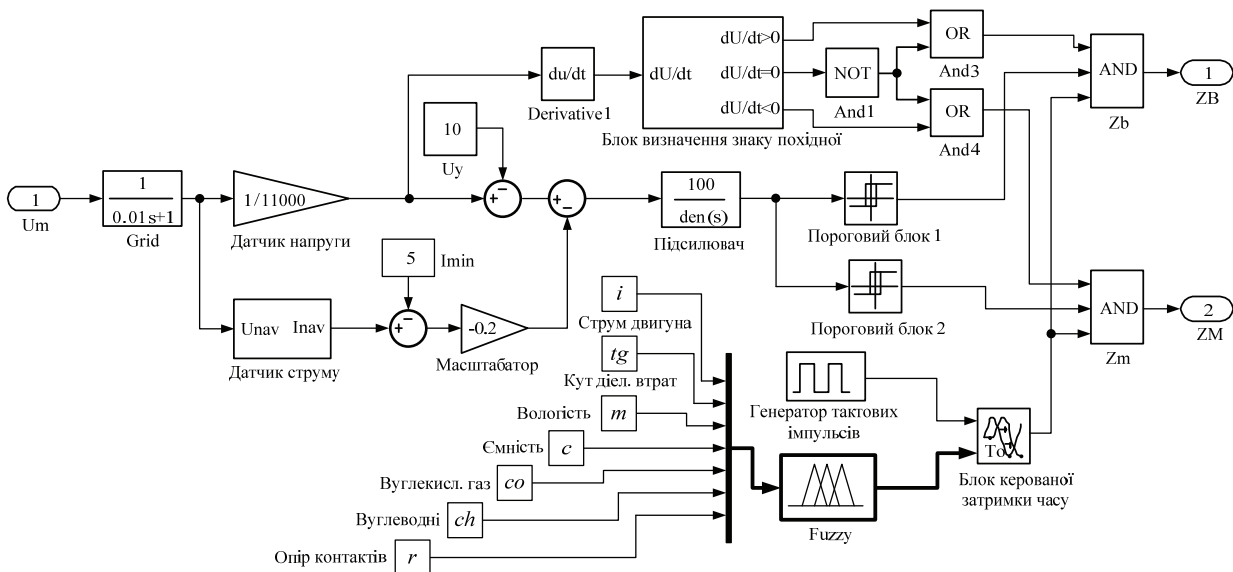 dU/dt>0
OR
And3
du/dt
Derivative1
dU/dt
dU/dt=0
NOT
And1
dU/dt<0
OR
And4
Блок визначення знаку похідної
AND
Zb
1
ZB
10
Uy
1
Um
1
0.01s+1
Grid
1/11000
Датчик напруги
+
−
+
−
100
den(s)
Підсилювач
Пороговий блок 1
5
Imin
Unav
Inav
Датчик струму
+
−
-0.2
Масштабатор
i
Струм двигуна
Пороговий блок 2
AND
Zm
2
ZM
tg
Кут діел. втрат
Вологість
m
Ємність
c
Вуглекисл. газ
co
Вуглеводні
ch
Опір контактів
r
Генератор тактових
імпульсів
Fuzzy
To
Блок керованої
затримки часу